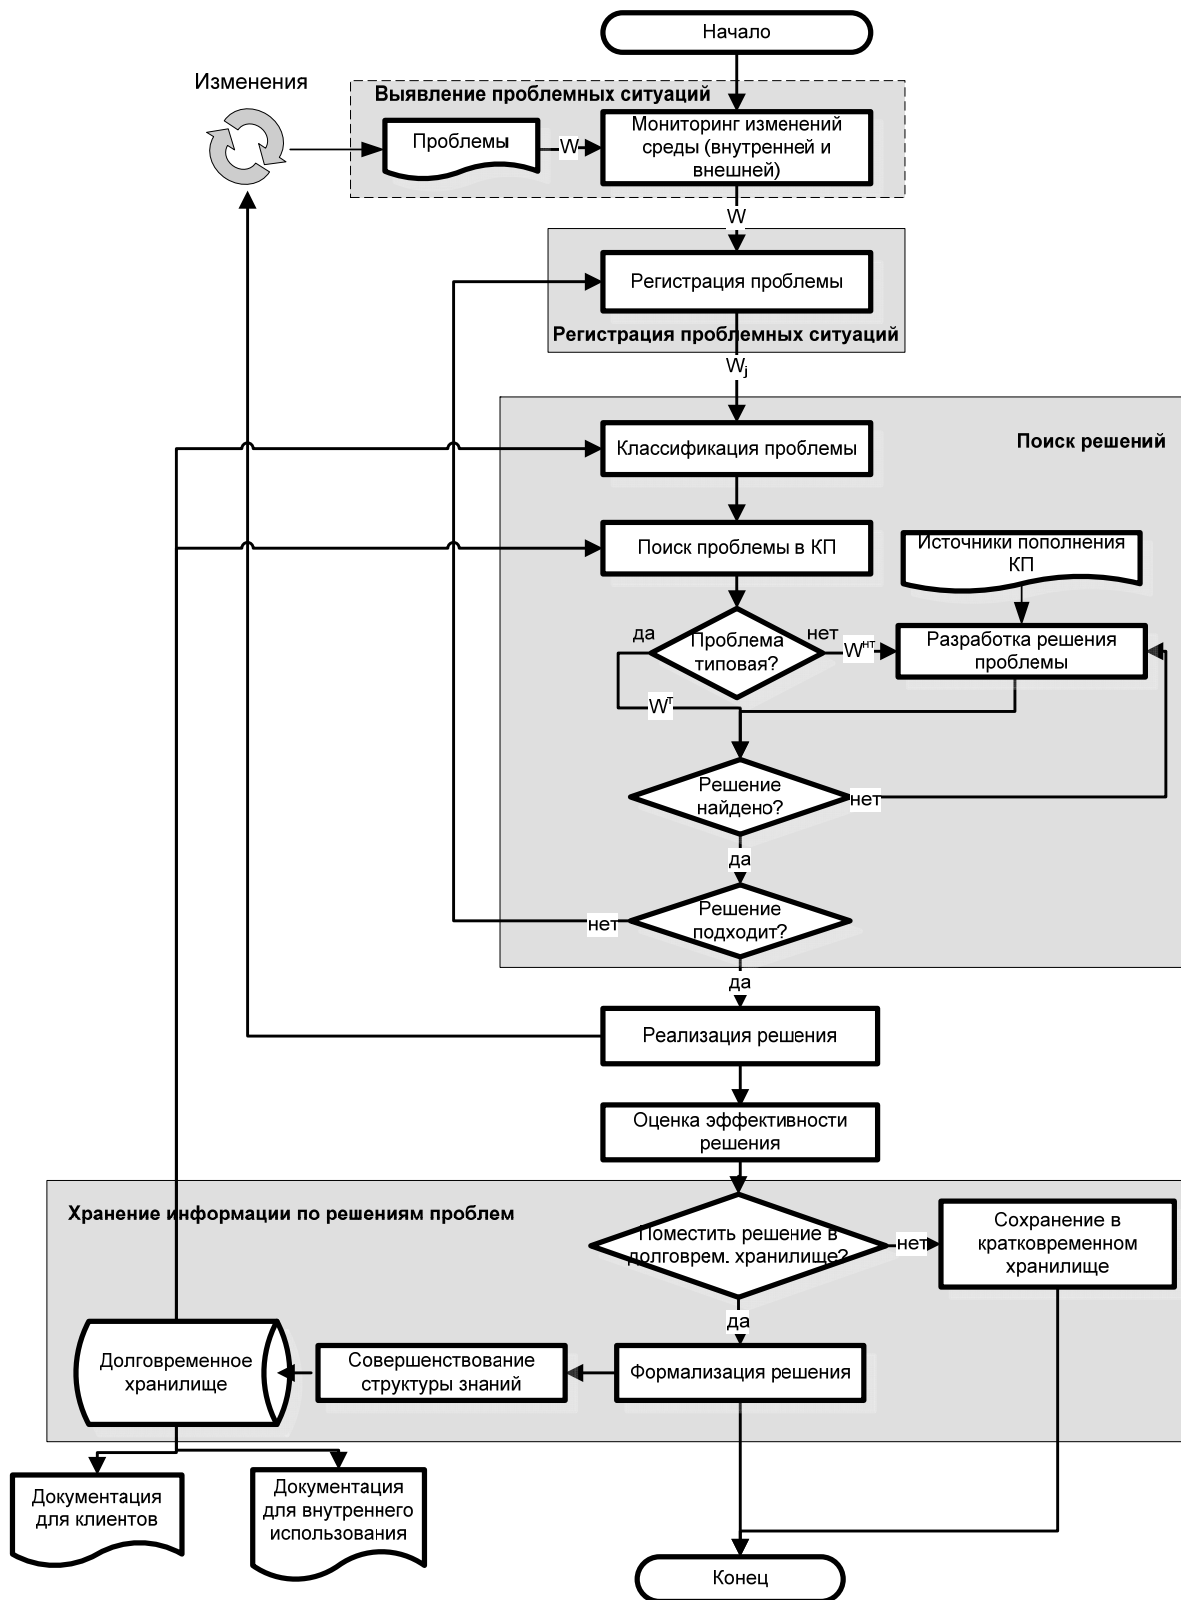 Начало
Изменения
Выявление проблемных ситуаций
Проблемы
W
Мониторинг изменений
среды (внутренней и
внешней)
W
Регистрация проблемы
Регистрация проблемных ситуаций
Wj
Поиск решений
Классификация проблемы
Поиск проблемы в КП
Источники пополнения
КП
да
Проблема
типовая?
нет
Wнт
Разработка решения
проблемы
Wт
Решение
найдено?
нет
да
Решение
подходит?
нет
да
Реализация решения
Оценка эффективности
решения
Хранение информации по решениям проблем
Поместить решение в
долговрем. хранилище?
нет
Сохранение в
кратковременном
хранилище
да
Долговременное
хранилище
Совершенствование
структуры знаний
Формализация решения
Документация
для клиентов
Документация
для внутреннего
использования
Конец